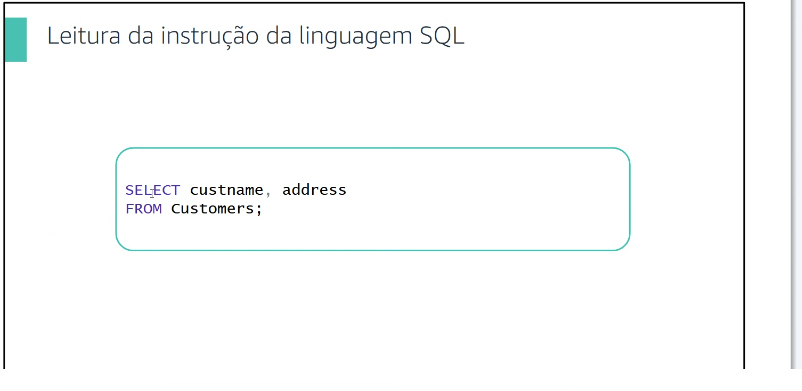 Leitura da instrução da linguagem SQL
SELECT custname, address
FROM Customers;